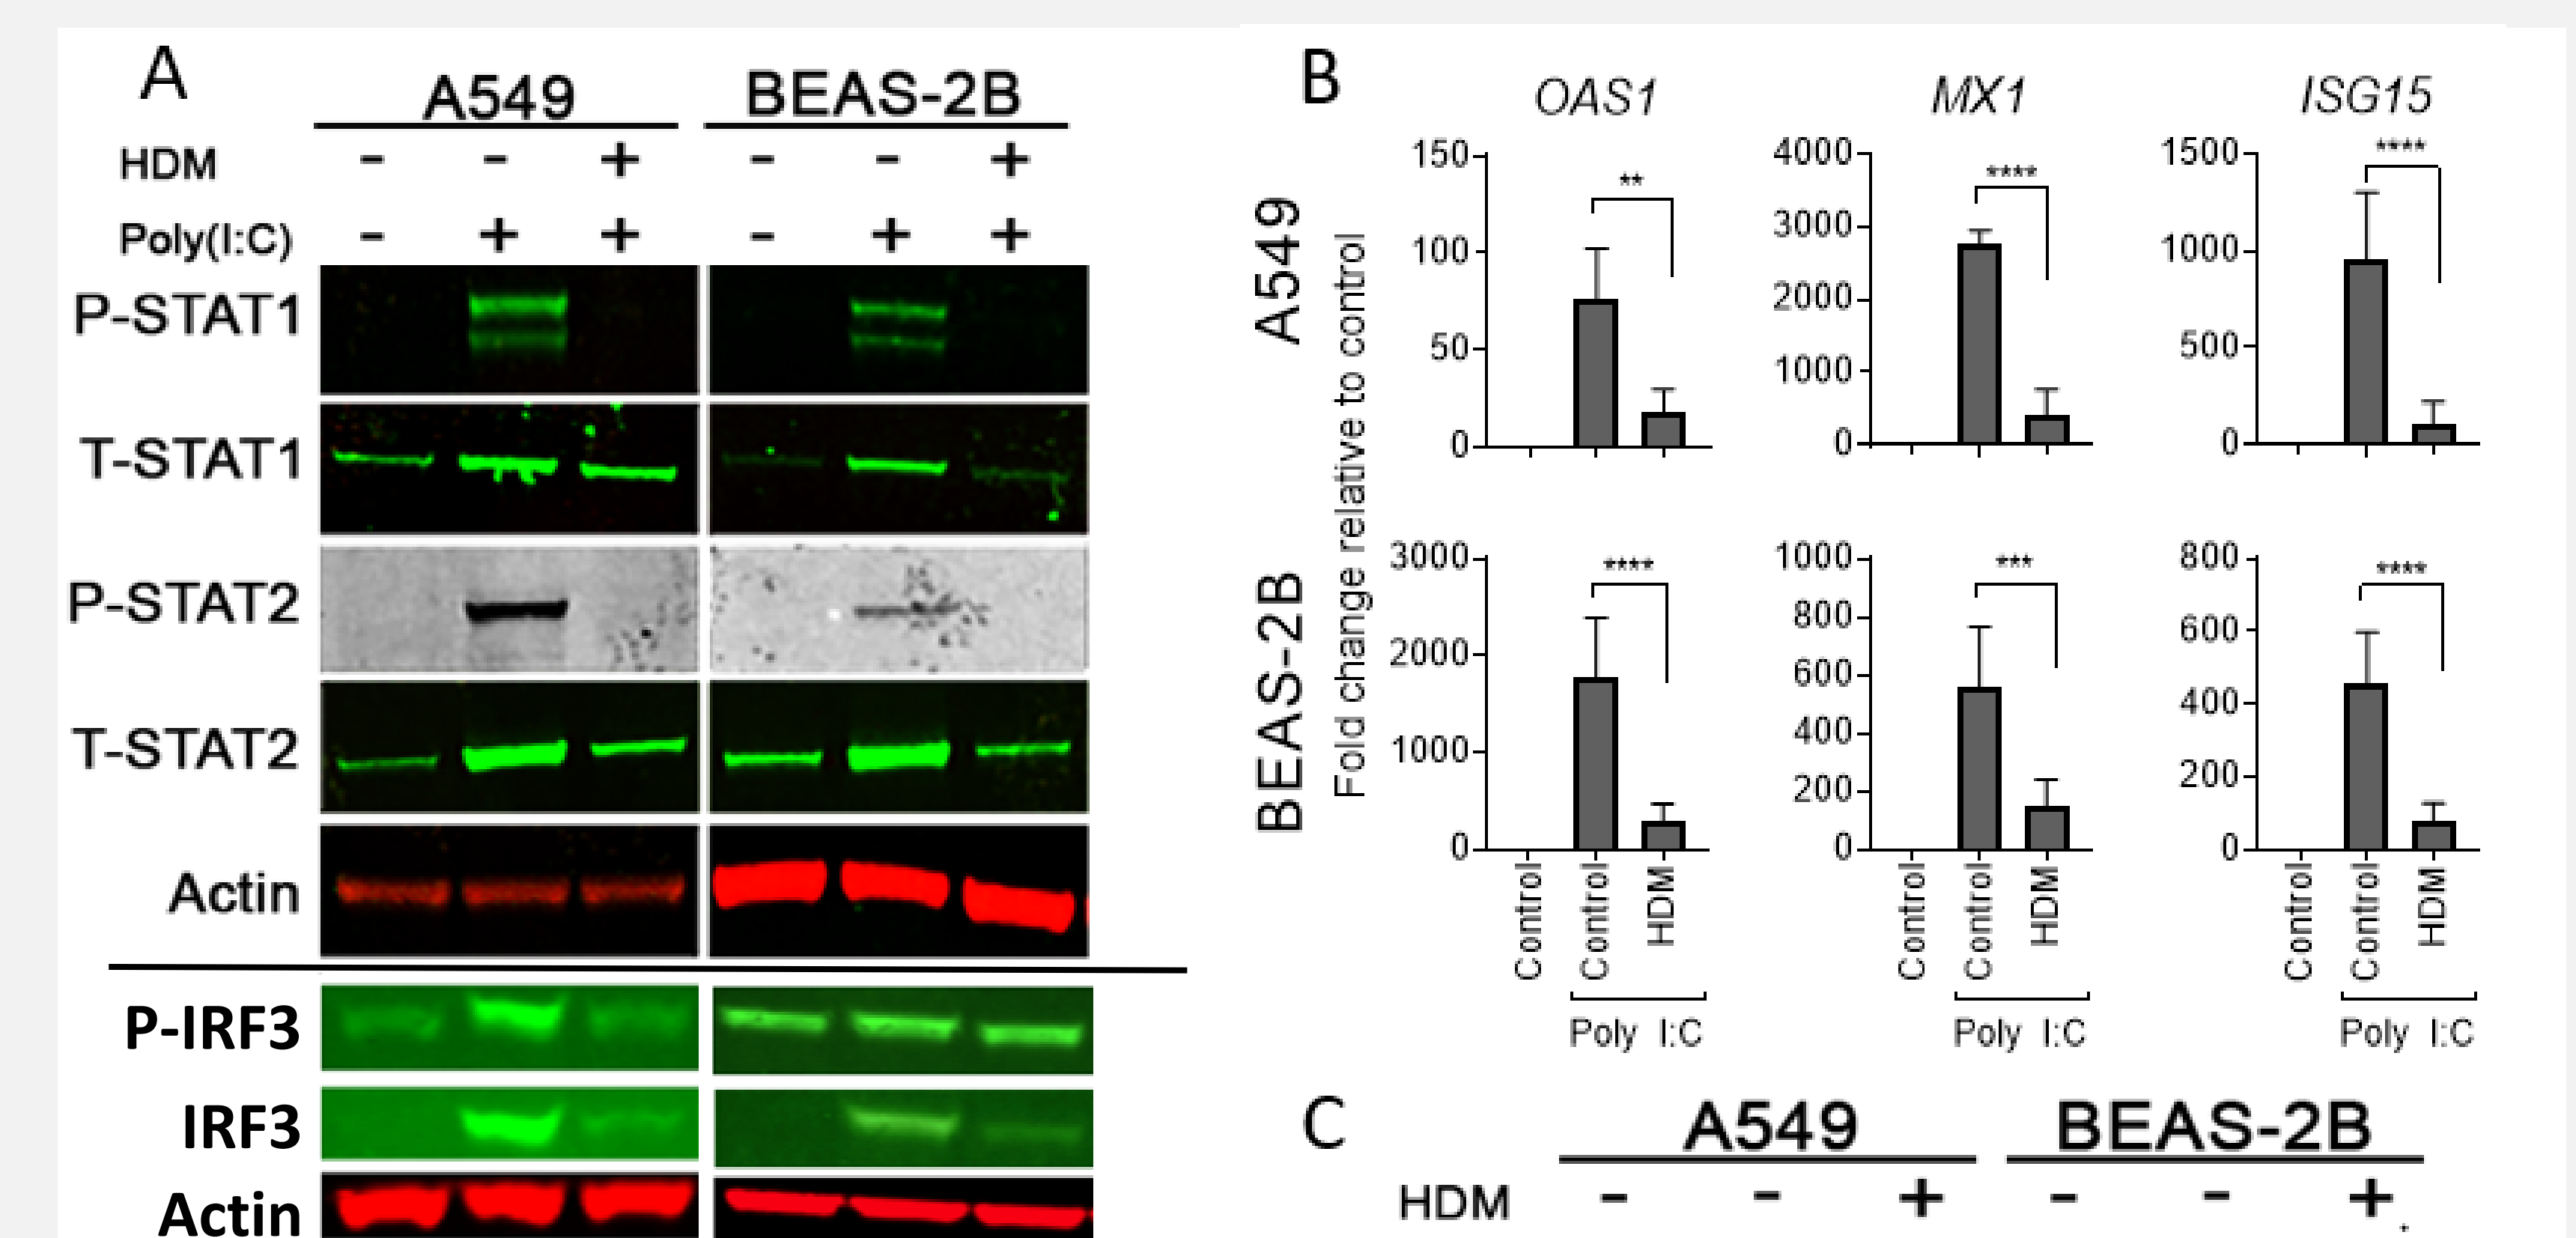 A
A549 BEAS-2B
HDM - - + - - +
Poly(I:C) - + + - + +
P-STAT1
T-STAT1
P-STAT2
T-STAT2
Actin
P-IRF3
IRF3
Actin
B
OAS1 MX1 ISG15
A549
BEAS-2B
Fold change relative to control
150
100
50
0
**
4000
3000
2000
1000
0
****
1500
1000
500
0
****
3000
2000
1000
0
****
1000
800
600
400
200
0
***
800
600
400
200
0
****
Control Control HDM Control Control HDM Control Control HDM
Poly I:C Poly I:C Poly I:C
C
A549 BEAS-2B
HDM - - + - - +